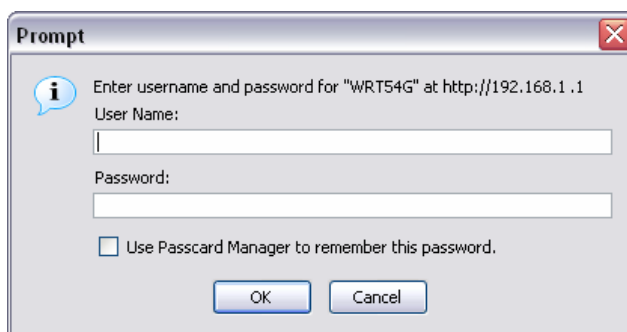 Prompt
Enter username and password for "WRT54G" at http://192.168.1 .1
User Name:
Password:
Use Passcard Manager to remember this password.
OK
Cancel